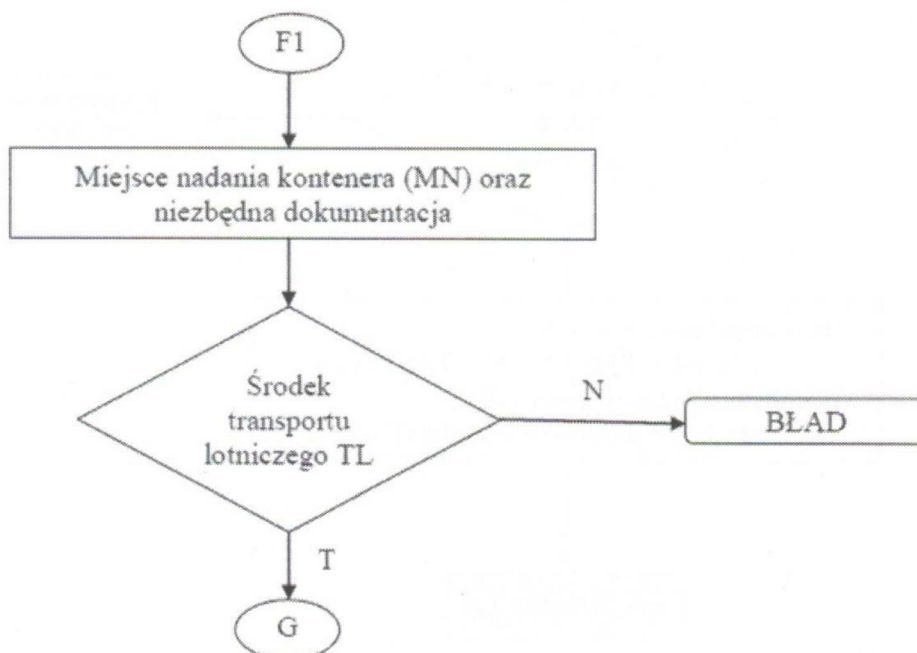 F1
Miejsce nadania kontenera (MN) oraz
niezbędna dokumentacja
Środek
transportu
lotniczego TL
N
BŁAD
T
G